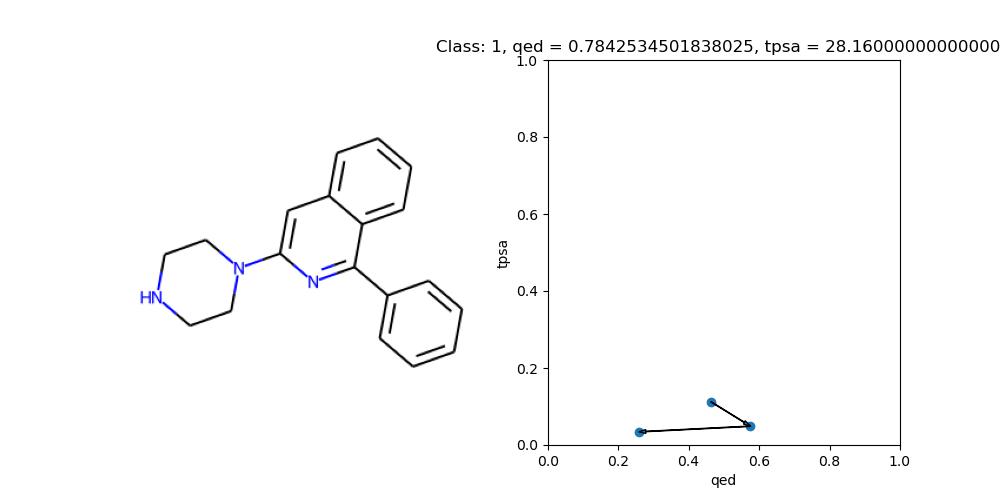 Class: 1, qed = 0.7842534501838025, tpsa = 28.16000000000000
1.0
0.8
0.6
0.4
0.2
0.0
tpsa
0.0 0.2 0.4 0.6 0.8 1.0
qed
N
N
HN